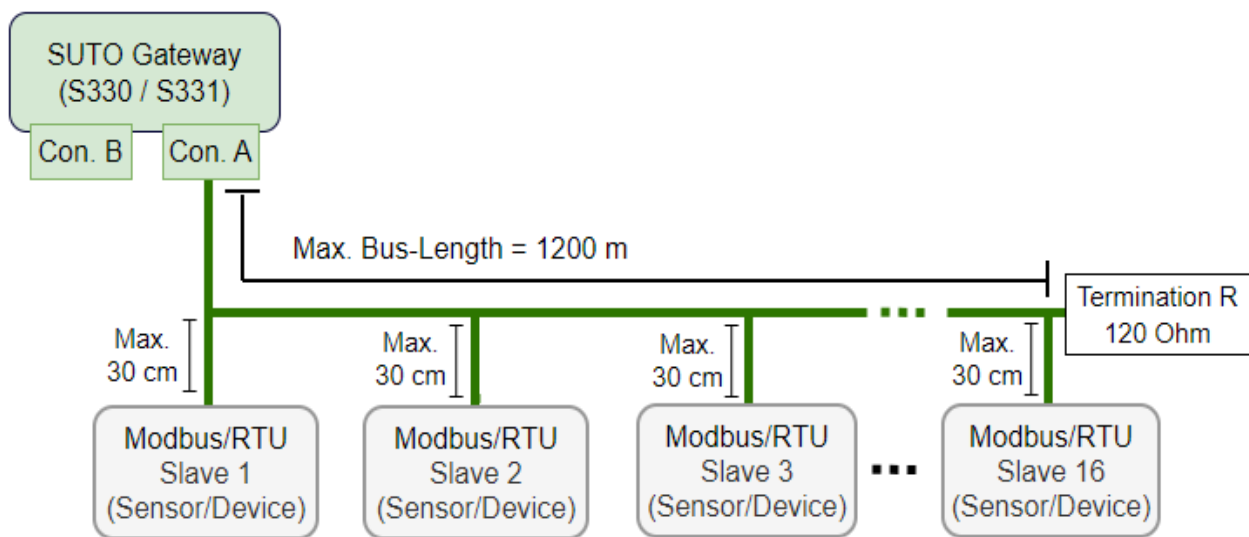 SUTO Gateway
(S330 / S331)
Con. B
Con. A
Max. Bus-Length = 1200 m
Termination R
120 Ohm
Max.
30 cm
Max.
30 cm
Max.
30 cm
Max.
30 cm
Modbus/RTU
Slave 1
(Sensor/Device)
Modbus/RTU
Slave 2
(Sensor/Device)
Modbus/RTU
Slave 3
(Sensor/Device)
Modbus/RTU
Slave 16
(Sensor/Device)